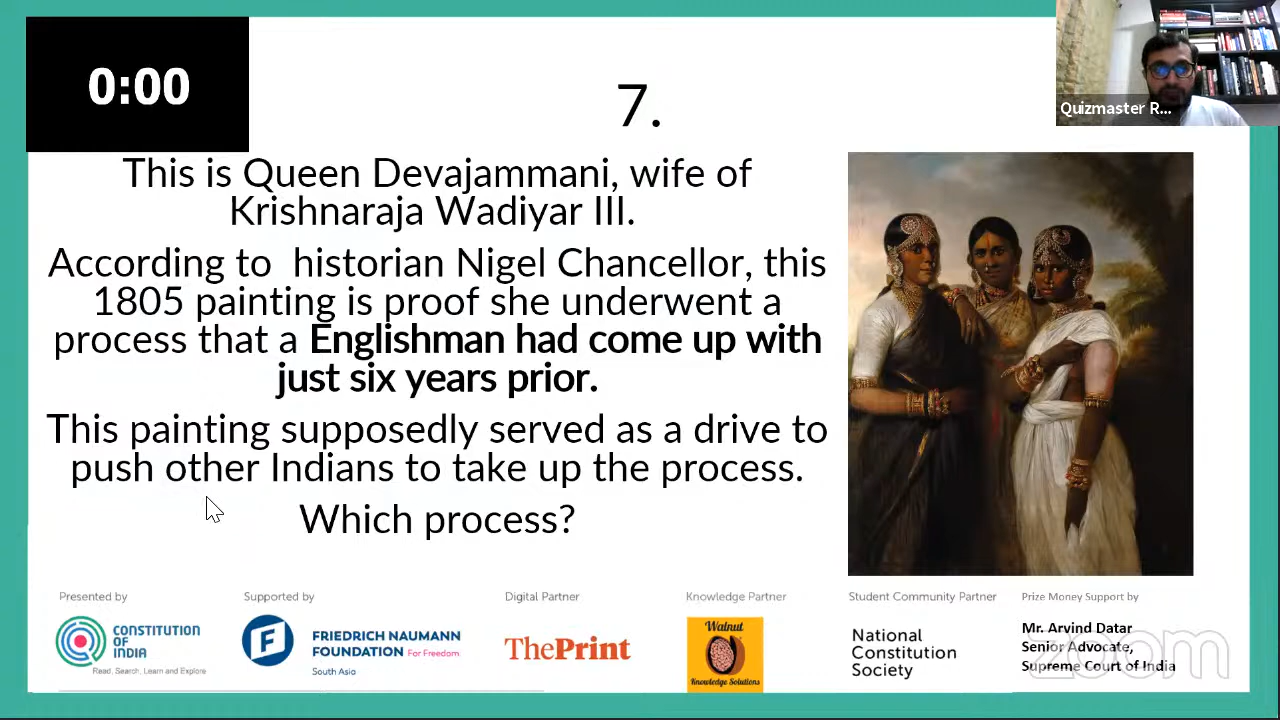 0:00
Quizmaster R...
7.
This is Queen Devajammani, wife of
Krishnaraja Wadiyar III.
According to historian Nigel Chancellor, this
1805 painting is proof she underwent a
process that a Englishman had come up with
just six years prior.
This painting supposedly served as a drive to
push other Indians to take up the process.
Which process?
Presented by
CONSTITUTION
OF
INDIA
Read, Search, Learn and Explore
Supported by
F
FRIEDRICH NAUMANN
FOUNDATION For Freedom.
South Asia
Digital Partner
ThePrint
Knowledge Partner
Walnut
Knowledge Solutions
Student Community Partner
National
Constitution
Society
Prize Money Support by
Mr. Arvind Datar
Senior Advocate,
Supreme Court of India
zoom